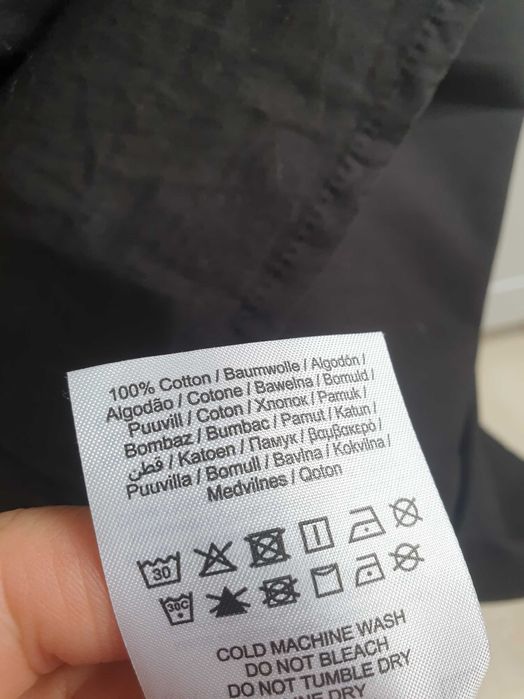 100% Cotton / Baumwolle / Algodón /
Algodão / Cotone / Bawełna / Bomuld /
Puuvill / Coton / Хлопок / Pamuk /
Bombaz / Bumbac / Pamut / Katun /
قطن / Katoen / Памук / βαμβακερό /
Puuvilla / Bomull / Bavlna / Kokvilna /
Medvilnes / Qoton
30
30C
COLD MACHINE WASH
DO NOT BLEACH
DO NOT TUMBLE DRY
DRY